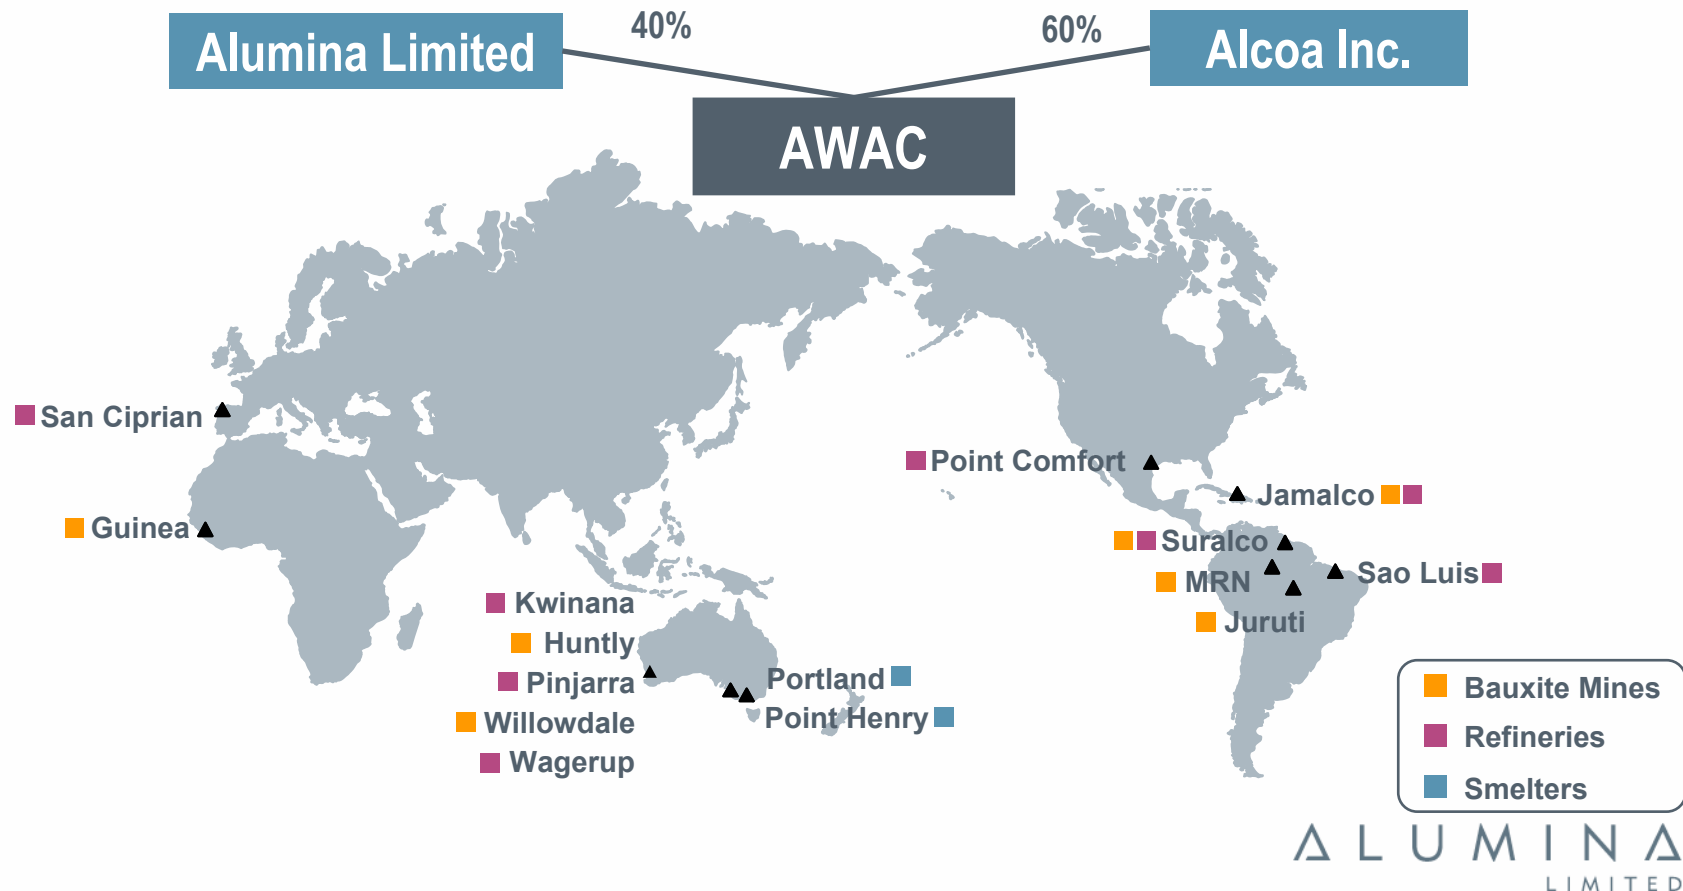 40%
60%
Alumina Limited
Alcoa Inc.
AWAC
San Ciprian
Point Comfort
Jamalco
Guinea
Suralco
MRN
Sao Luis
Juruti
Kwinana
Huntly
Pinjarra
Willowdale
Wagerup
Portland
Point Henry
Bauxite Mines
Refineries
Smelters
ALUMINA
LIMITED